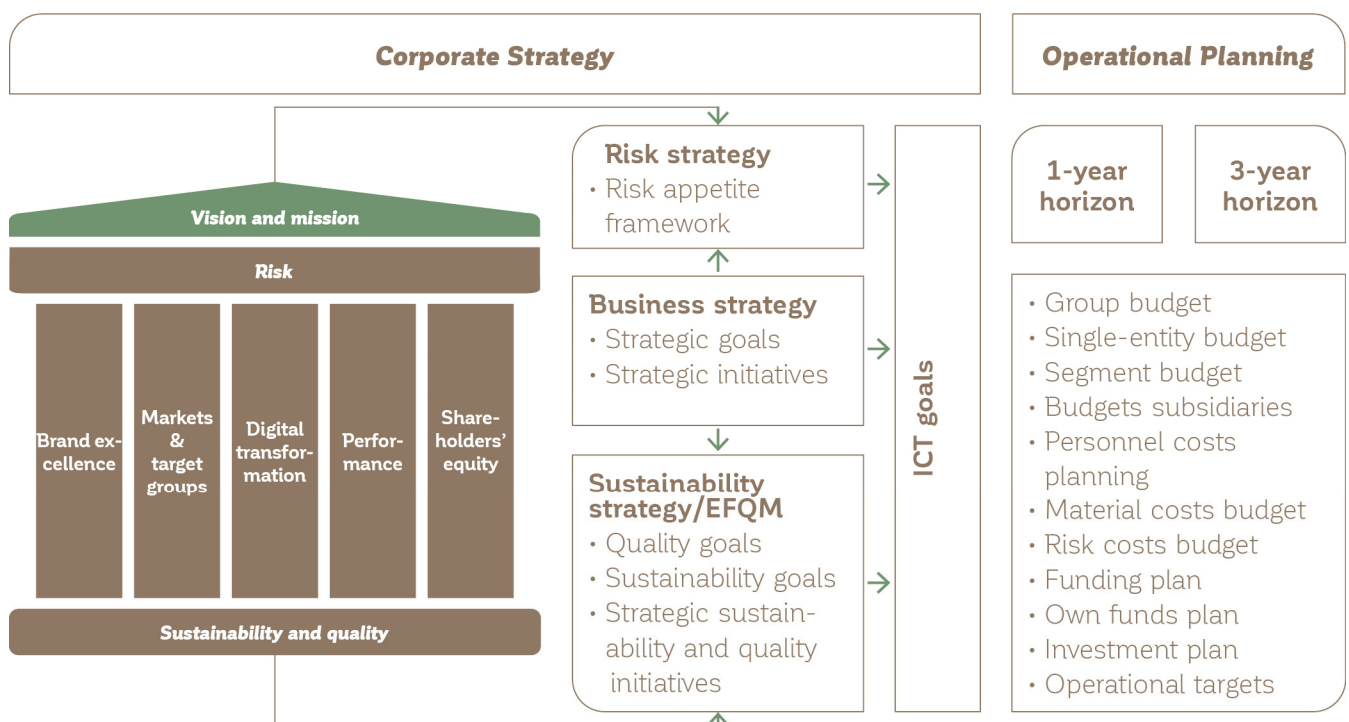 Corporate Strategy
Operational Planning
Vision and mission
Risk
Brand ex-
cellence
Markets
&
target
groups
Digital
transfor-
mation
Perfor-
mance
Share-
holders'
equity
Sustainability and quality
Risk strategy
• Risk appetite
framework
Business strategy
• Strategic goals
• Strategic initiatives
Sustainability
strategy/EFQM
• Quality goals
• Sustainability goals
• Strategic sustain-
ability and quality
initiatives
ICT goals
1-year
horizon
3-year
horizon
• Group budget
• Single-entity budget
• Segment budget
• Budgets subsidiaries
• Personnel costs
planning
• Material costs budget
• Risk costs budget
• Funding plan
• Own funds plan
• Investment plan
• Operational targets